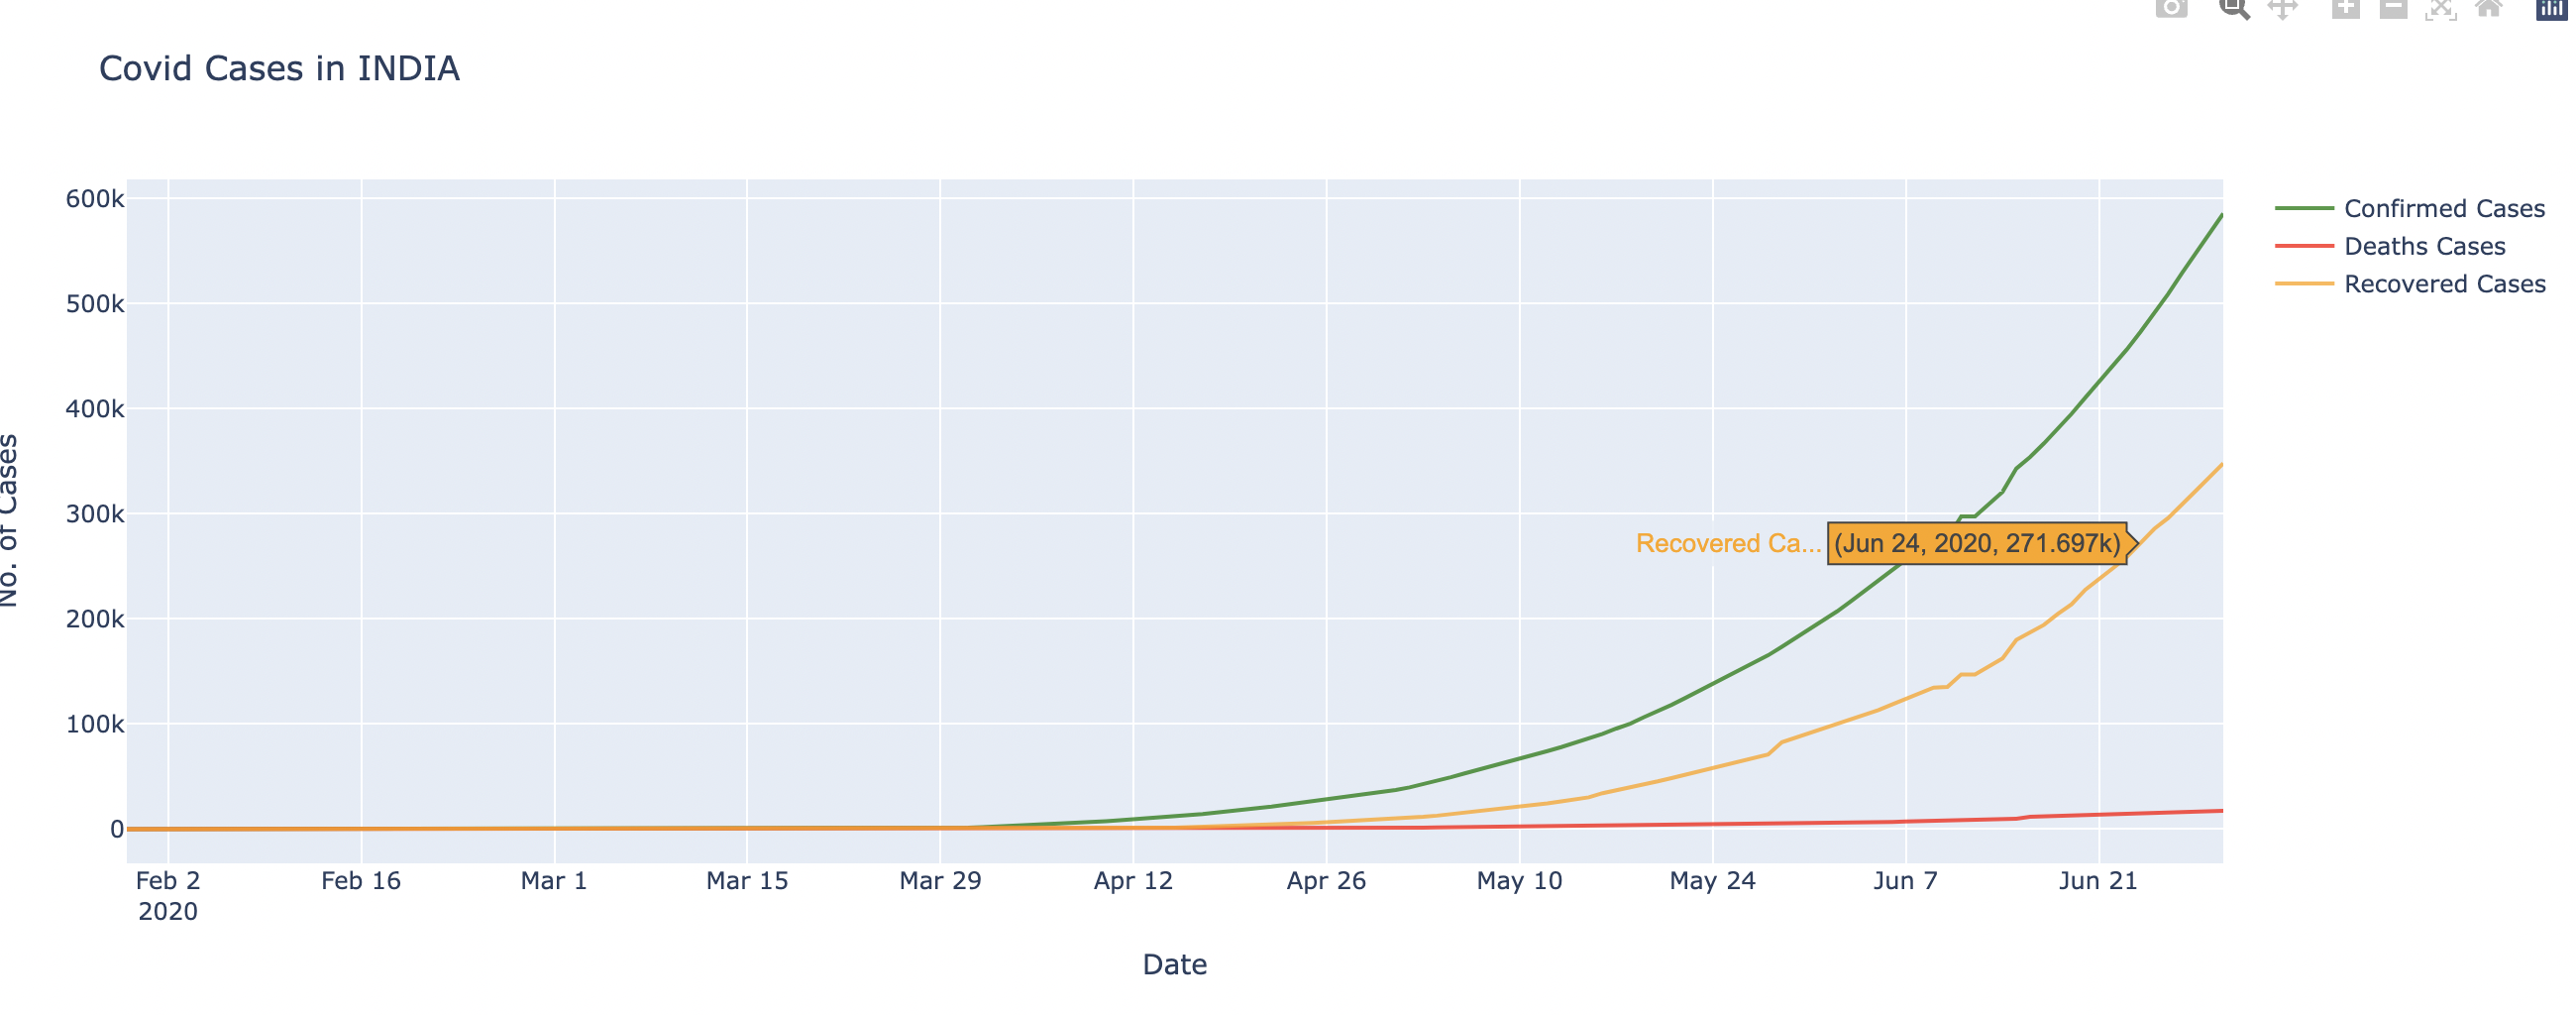 Covid Cases in INDIA
600k
500k
400k
300k
200k
100k
0
No. of Cases
Confirmed Cases
Deaths Cases
Recovered Cases
Recovered Ca... (Jun 24, 2020, 271.697k)
Feb 2 Feb 16 Mar 1 Mar 15 Mar 29 Apr 12 Apr 26 May 10 May 24 Jun 7 Jun 21
2020
Date